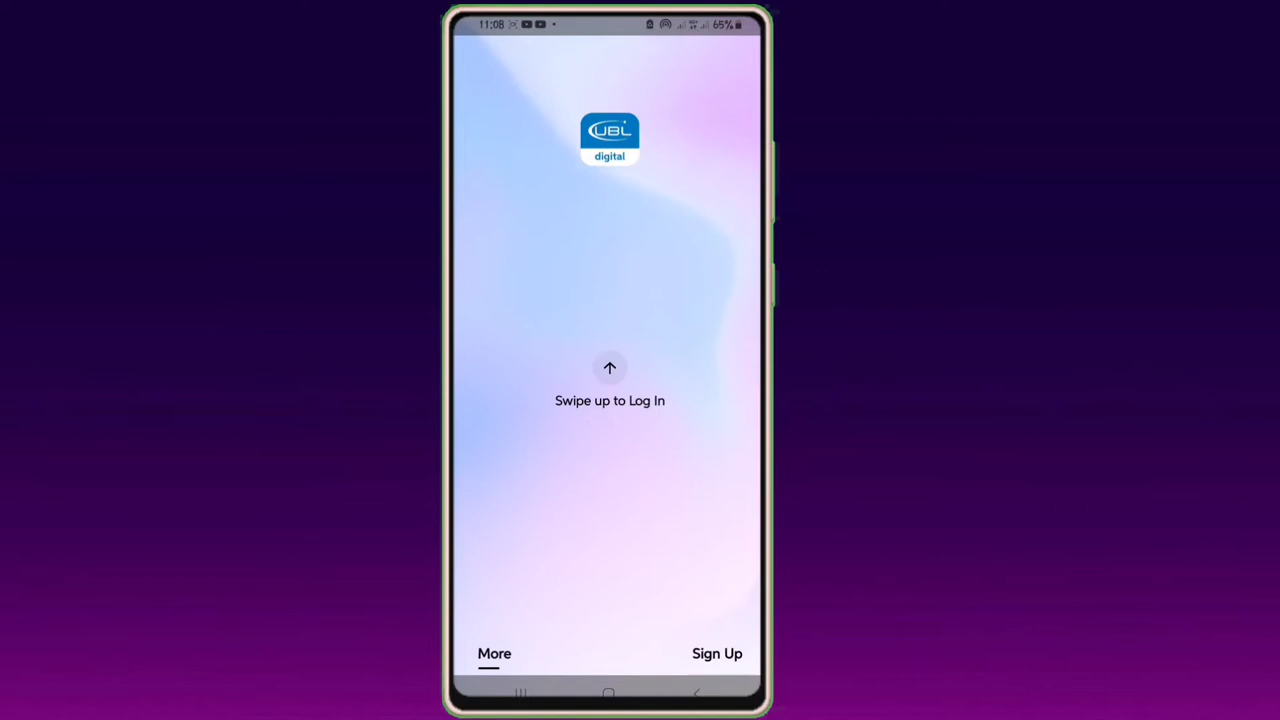 11:08 65%
UBL
digital
Swipe up to Log In
More Sign Up